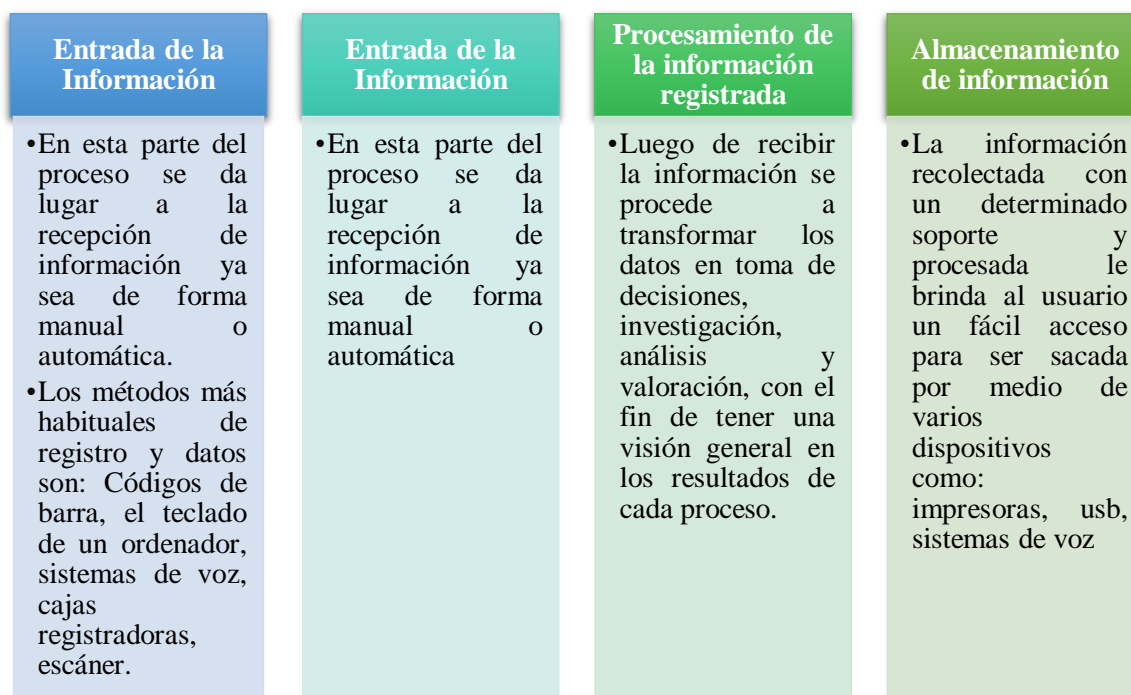 Entrada de la
Información
•En esta parte del
proceso se da
lugar a la
recepción de
información ya
sea de forma
manual o
automática.
•Los métodos más
habituales de
registro y datos
son: Códigos de
barra, el teclado
de un ordenador,
sistemas de voz,
cajas
registradoras,
escáner.
Entrada de la
Información
•En esta parte del
proceso se da
lugar a la
recepción de
información ya
sea de forma
manual o
automática
Procesamiento de
la información
registrada
•Luego de recibir
la información se
procede a
transformar los
datos en toma de
decisiones,
investigación,
análisis y
valoración, con el
fin de tener una
visión general en
los resultados de
cada proceso.
Almacenamiento
de información
•La información
recolectada con
un determinado
soporte y
procesada le
brinda al usuario
un fácil acceso
para ser sacada
por medio de
varios
dispositivos
como:
impresoras, usb,
sistemas de voz